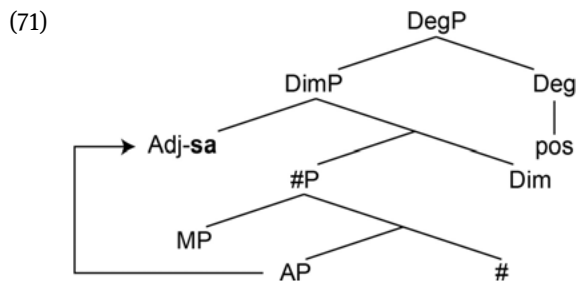 (71)
DegP
DimP Deg
Adj-sa pos
#P Dim
MP
AP #